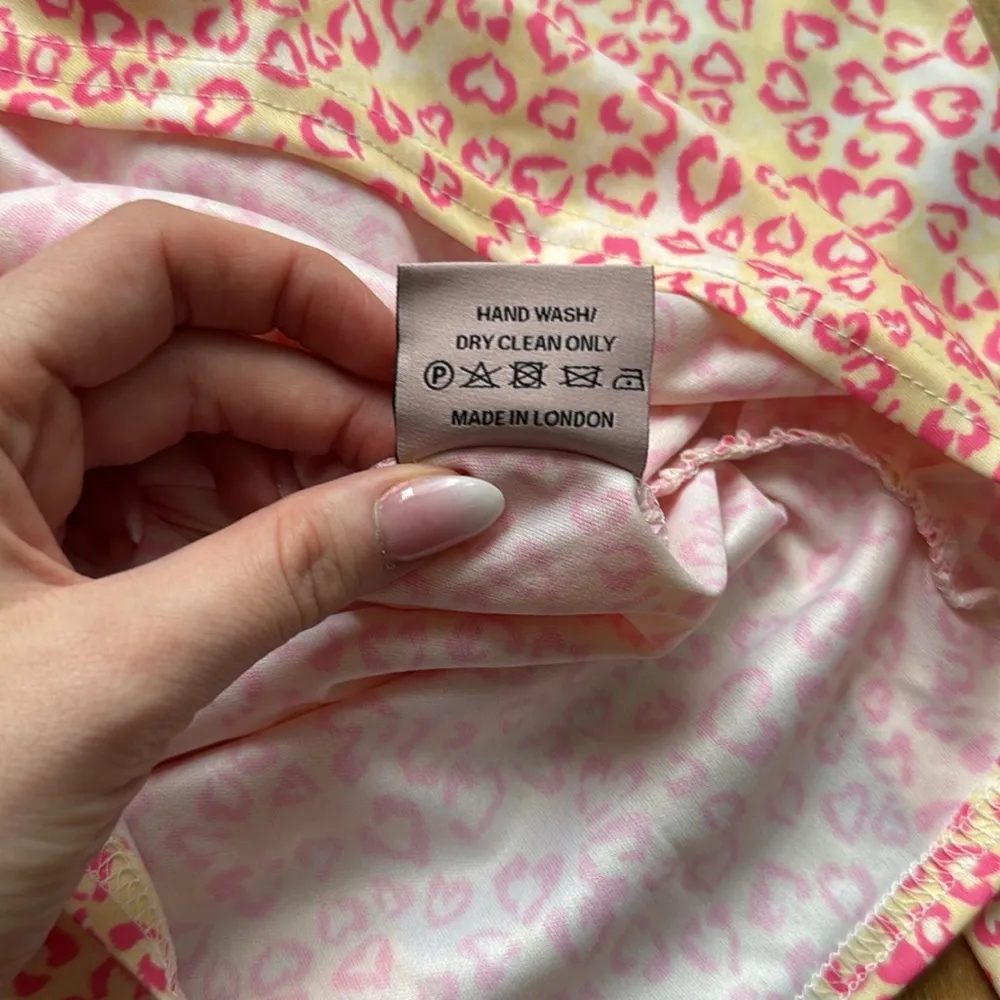 HAND WASH/
DRY CLEAN ONLY
P
MADE IN LONDON